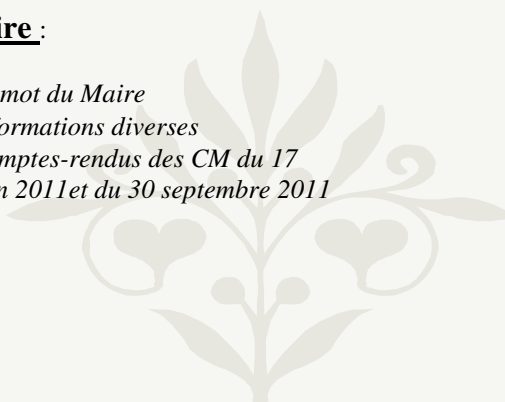 ire :
mot du Maire
formations diverses
mptes-rendus des CM du 17
n 2011et du 30 septembre 2011